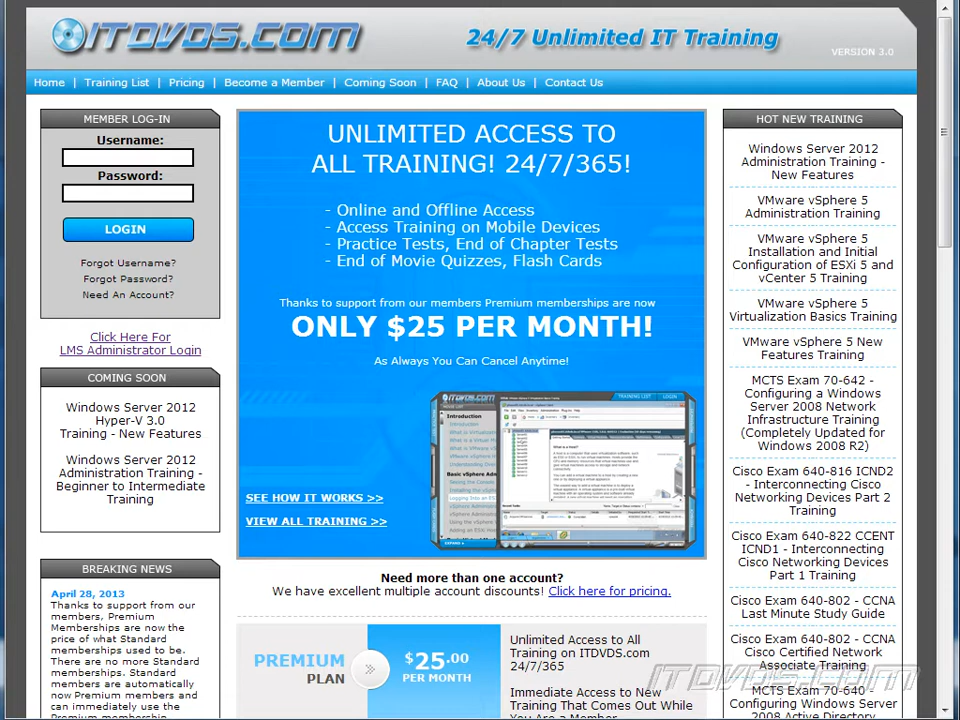 ITDVDS.COM
24/7 Unlimited IT Training
VERSION 3.0
Home | Training List | Pricing | Become a Member | Coming Soon | FAQ | About Us | Contact Us
MEMBER LOG-IN
Username:
Password:
LOGIN
Forgot Username?
Forgot Password?
Need An Account?
Click Here For
LMS Administrator Login
COMING SOON
Windows Server 2012
Hyper-V 3.0
Training - New Features
Windows Server 2012
Administration Training -
Beginner to Intermediate
Training
BREAKING NEWS
April 28, 2013
Thanks to support from our
members, Premium
Memberships are now the
price of what Standard
memberships used to be.
There are no more Standard
memberships. Standard
members are automatically
now Premium members and
can immediately use the
Premium membership
UNLIMITED ACCESS TO
ALL TRAINING! 24/7/365!
- Online and Offline Access
- Access Training on Mobile Devices
- Practice Tests, End of Chapter Tests
- End of Movie Quizzes, Flash Cards
Thanks to support from our members Premium memberships are now
ONLY $25 PER MONTH!
As Always You Can Cancel Anytime!
SEE HOW IT WORKS >>
VIEW ALL TRAINING >>
ITDVDS.COM
TRAINING LIST
LOGIN
Introduction
Need more than one account?
We have excellent multiple account discounts! Click here for pricing.
PREMIUM
PLAN
$25.00
PER MONTH
Unlimited Access to All
Training on ITDVDS.com
24/7/365
Immediate Access to New
Training That Comes Out While
You Are a Member
HOT NEW TRAINING
Windows Server 2012
Administration Training -
New Features
VMware vSphere 5
Administration Training
VMware vSphere 5
Installation and Initial
Configuration of ESXi 5 and
vCenter 5 Training
VMware vSphere 5
Virtualization Basics Training
VMware vSphere 5 New
Features Training
MCTS Exam 70-642 -
Configuring a Windows
Server 2008 Network
Infrastructure Training
(Completely Updated for
Windows 2008 R2)
Cisco Exam 640-816 ICND2
- Interconnecting Cisco
Networking Devices Part 2
Training
Cisco Exam 640-822 CCENT
ICND1 - Interconnecting
Cisco Networking Devices
Part 1 Training
Cisco Exam 640-802 - CCNA
Last Minute Study Guide
Cisco Exam 640-802 - CCNA
Cisco Certified Network
Associate Training
MCTS Exam 70-640 -
Configuring Windows Server
2008 Active Directory
ITDVDS.COM